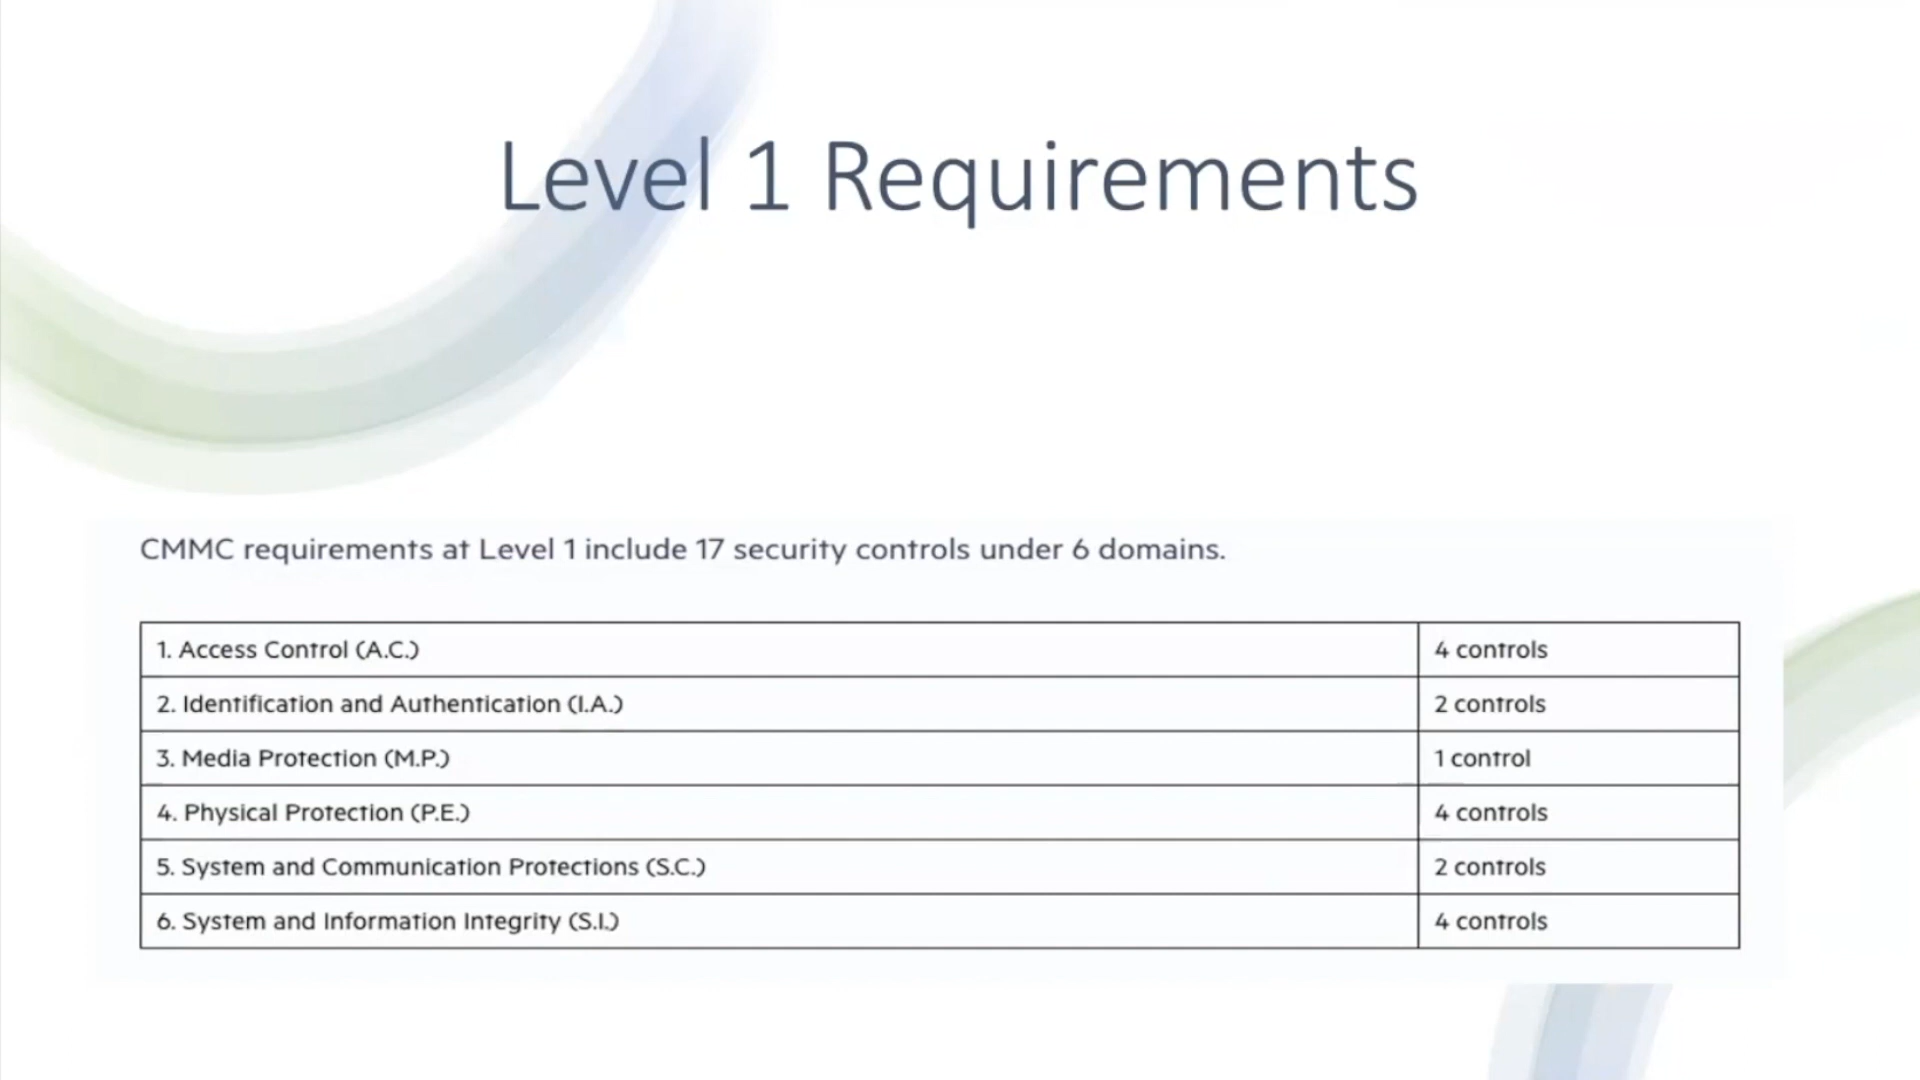 Level 1 Requirements
CMMC requirements at Level 1 include 17 security controls under 6 domains.
1. Access Control (A.C.) 4 controls
2. Identification and Authentication (I.A.) 2 controls
3. Media Protection (M.P.) 1 control
4. Physical Protection (P.E.) 4 controls
5. System and Communication Protections (S.C.) 2 controls
6. System and Information Integrity (S.I.) 4 controls